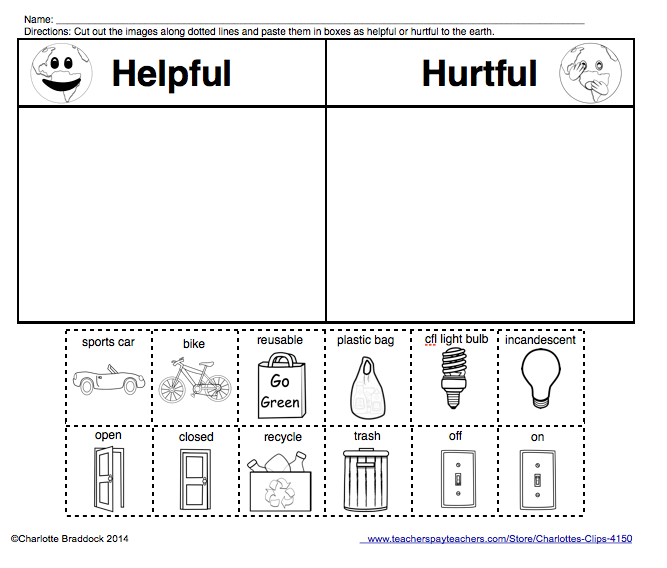 Name: ___________________________________________
Directions: Cut out the images along dotted lines and paste them in boxes as helpful or hurtful to the earth.
Helpful Hurtful
sports car bike reusable plastic bag cfl light bulb incandescent
Go
Green
open closed recycle trash off on
©Charlotte Braddock 2014 www.teacherspayteachers.com/Store/Charlottes-Clips-4150